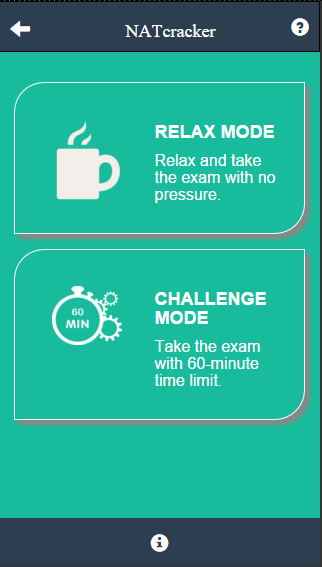 NATcracker
?
RELAX MODE
Relax and take
the exam with no
pressure.
60
MIN
CHALLENGE
MODE
Take the exam
with 60-minute
time limit.
i